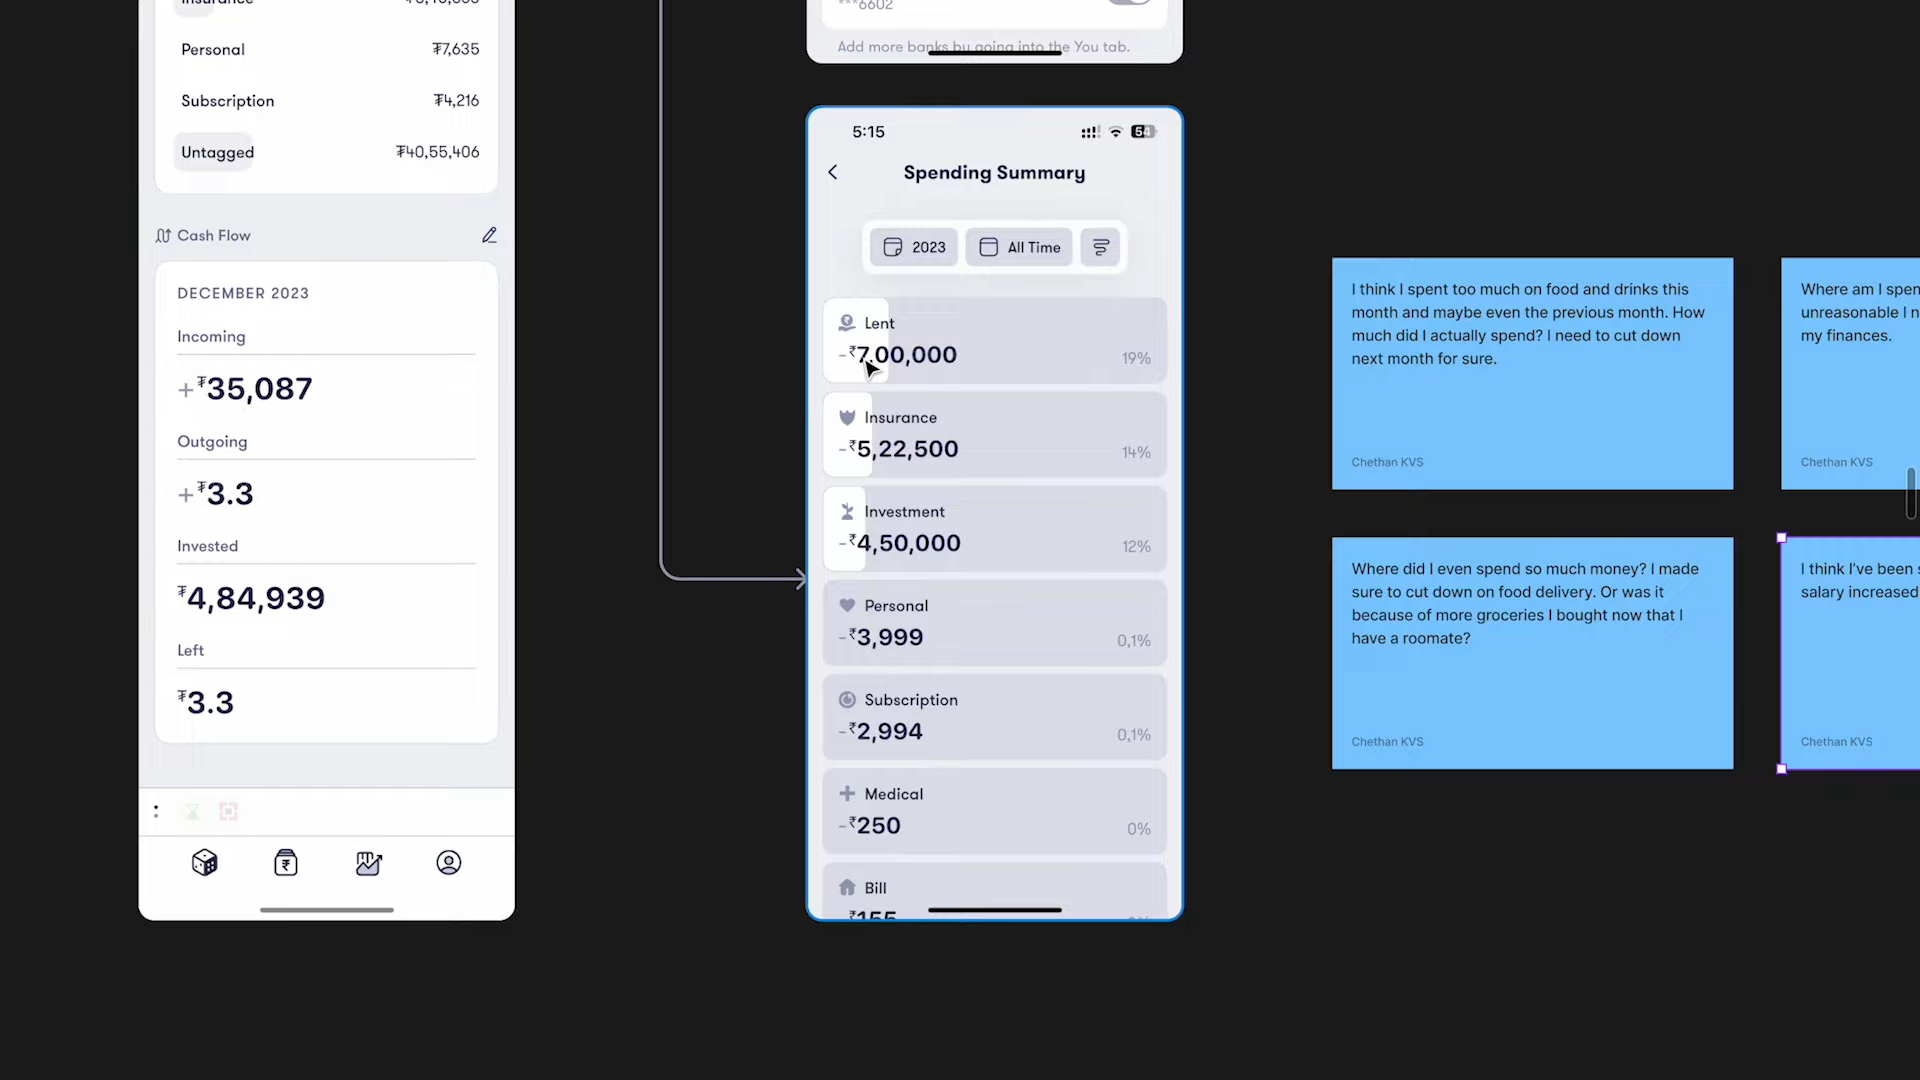 Insurance
Personal
₮7,635
Subscription
₮4,216
Untagged
₮40,55,406
Cash Flow
DECEMBER 2023
Incoming
+₮35,087
Outgoing
+₮3.3
Invested
₮4,84,939
Left
₮3.3
***6602
Add more banks by going into the You tab.
5:15
54
Spending Summary
2023
All Time
Lent
-₹7,00,000
19%
Insurance
-₹5,22,500
14%
Investment
-₹4,50,000
12%
Personal
-₹3,999
0,1%
Subscription
-₹2,994
0,1%
Medical
-₹250
0%
Bill
₹155
I think I spent too much on food and drinks this
month and maybe even the previous month. How
much did I actually spend? I need to cut down
next month for sure.
Chethan KVS
Where am I spen
unreasonable I n
my finances.
Chethan KVS
Where did I even spend so much money? I made
sure to cut down on food delivery. Or was it
because of more groceries I bought now that I
have a roomate?
Chethan KVS
I think I've been s
salary increased
Chethan KVS